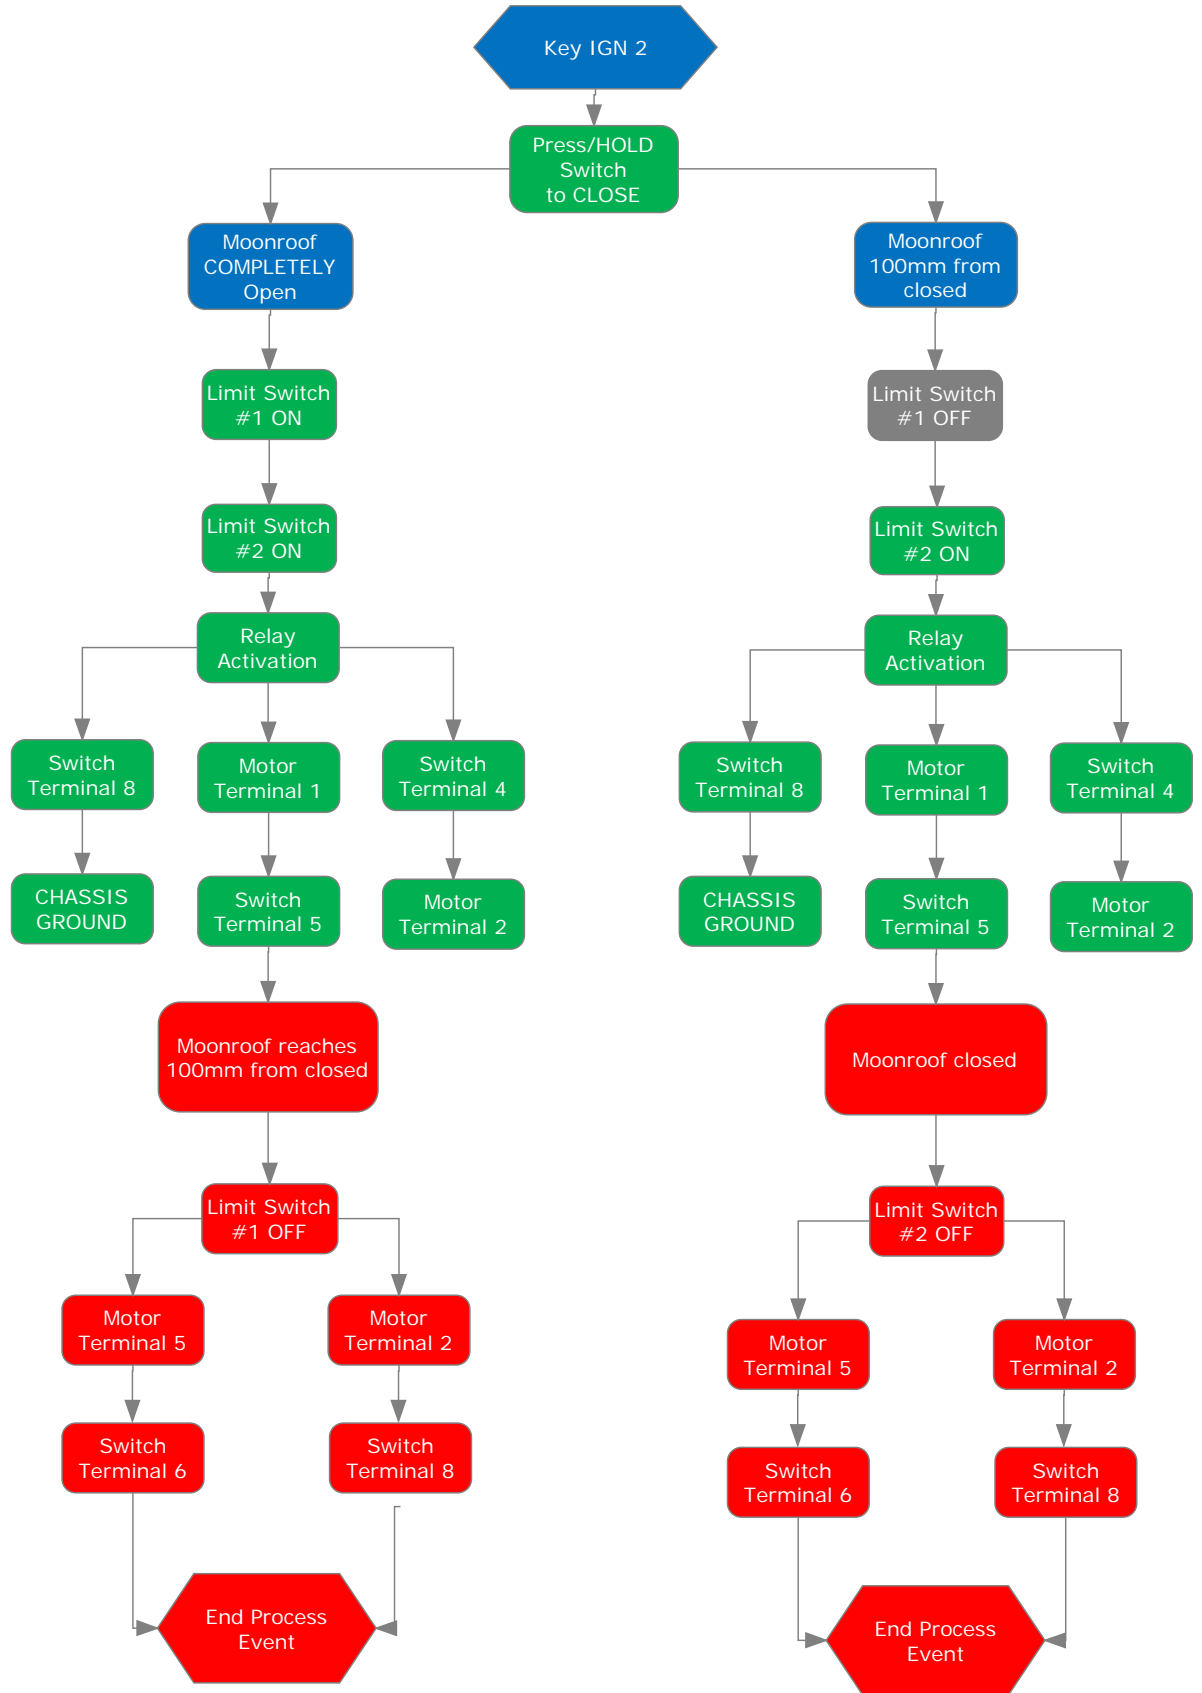 Key IGN 2
Press/HOLD
Switch
to CLOSE
Moonroof
COMPLETELY
Open
Moonroof
100mm from
closed
Limit Switch
#1 ON
Limit Switch
#1 OFF
Limit Switch
#2 ON
Limit Switch
#2 ON
Relay
Activation
Relay
Activation
Switch
Terminal 8
Motor
Terminal 1
Switch
Terminal 4
Switch
Terminal 8
Motor
Terminal 1
Switch
Terminal 4
CHASSIS
GROUND
Switch
Terminal 5
Motor
Terminal 2
CHASSIS
GROUND
Switch
Terminal 5
Motor
Terminal 2
Moonroof reaches
100mm from closed
Moonroof closed
Limit Switch
#1 OFF
Limit Switch
#2 OFF
Motor
Terminal 5
Motor
Terminal 2
Motor
Terminal 5
Motor
Terminal 2
Switch
Terminal 6
Switch
Terminal 8
Switch
Terminal 6
Switch
Terminal 8
End Process
Event
End Process
Event